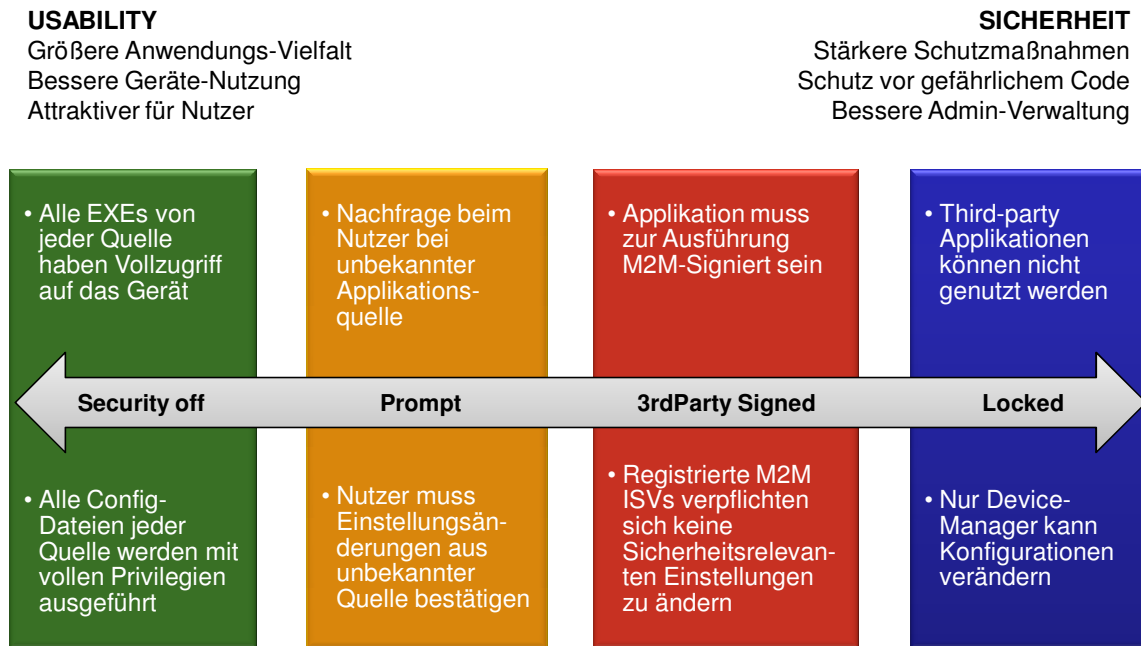 USABILITY
Größere Anwendungs-Vielfalt
Bessere Geräte-Nutzung
Attraktiver für Nutzer
SICHERHEIT
Stärkere Schutzmaßnahmen
Schutz vor gefährlichem Code
Bessere Admin-Verwaltung
• Alle EXEs von
jeder Quelle
haben Vollzugriff
auf das Gerät
• Nachfrage beim
Nutzer bei
unbekannter
Applikations-
quelle
• Applikation muss
zur Ausführung
M2M-Signiert sein
• Third-party
Applikationen
können nicht
genutzt werden
Security off
Prompt
3rdParty Signed
Locked
• Alle Config-
Dateien jeder
Quelle werden mit
vollen Privilegien
ausgeführt
• Nutzer muss
Einstellungsän-
derungen aus
unbekannter
Quelle bestätigen
• Registrierte M2M
ISVs verpflichten
sich keine
Sicherheitsrelevan-
ten Einstellungen
zu ändern
• Nur Device-
Manager kann
Konfigurationen
verändern